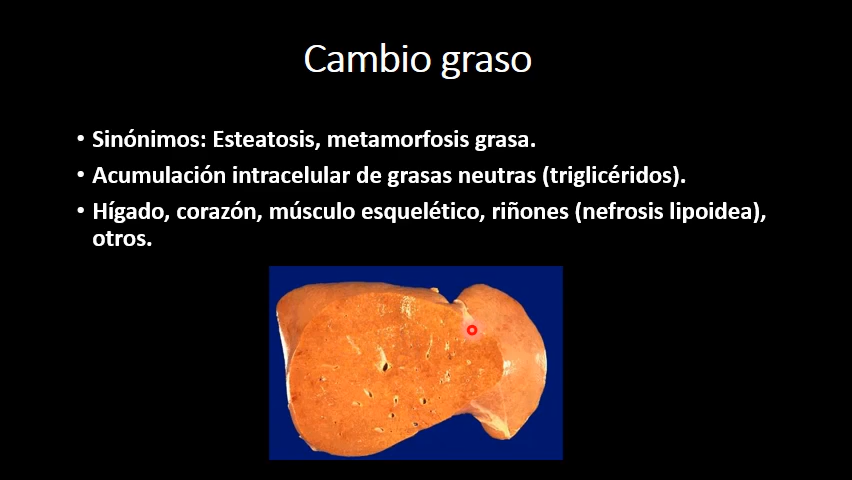 Cambio graso
• Sinónimos: Esteatosis, metamorfosis grasa.
• Acumulación intracelular de grasas neutras (triglicéridos).
• Hígado, corazón, músculo esquelético, riñones (nefrosis lipoidea),
otros.